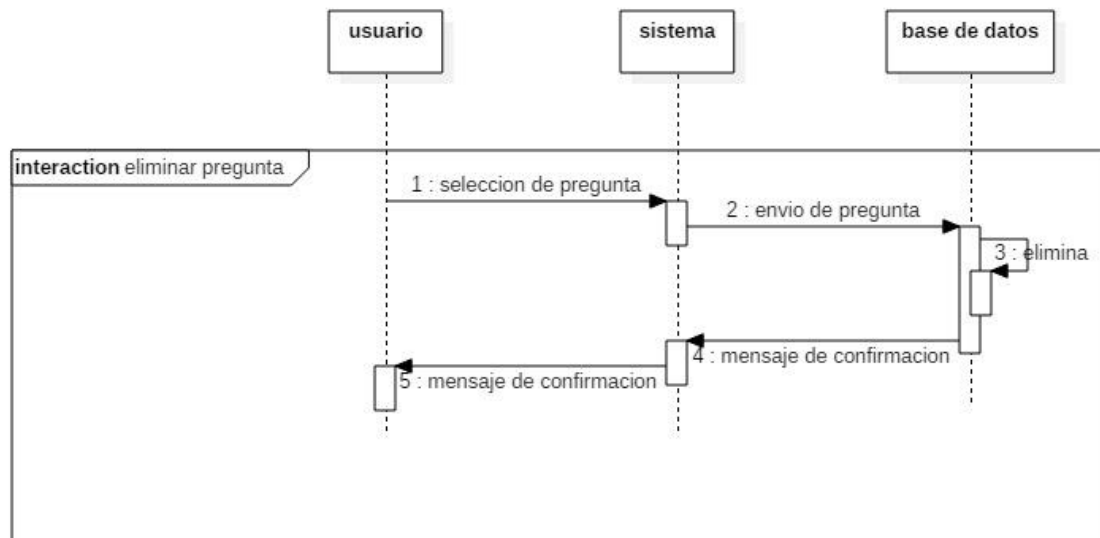 usuario
sistema
base de datos
interaction eliminar pregunta
1 : seleccion de pregunta
2 : envio de pregunta
3 : elimina
4 : mensaje de confirmacion
5 : mensaje de confirmacion